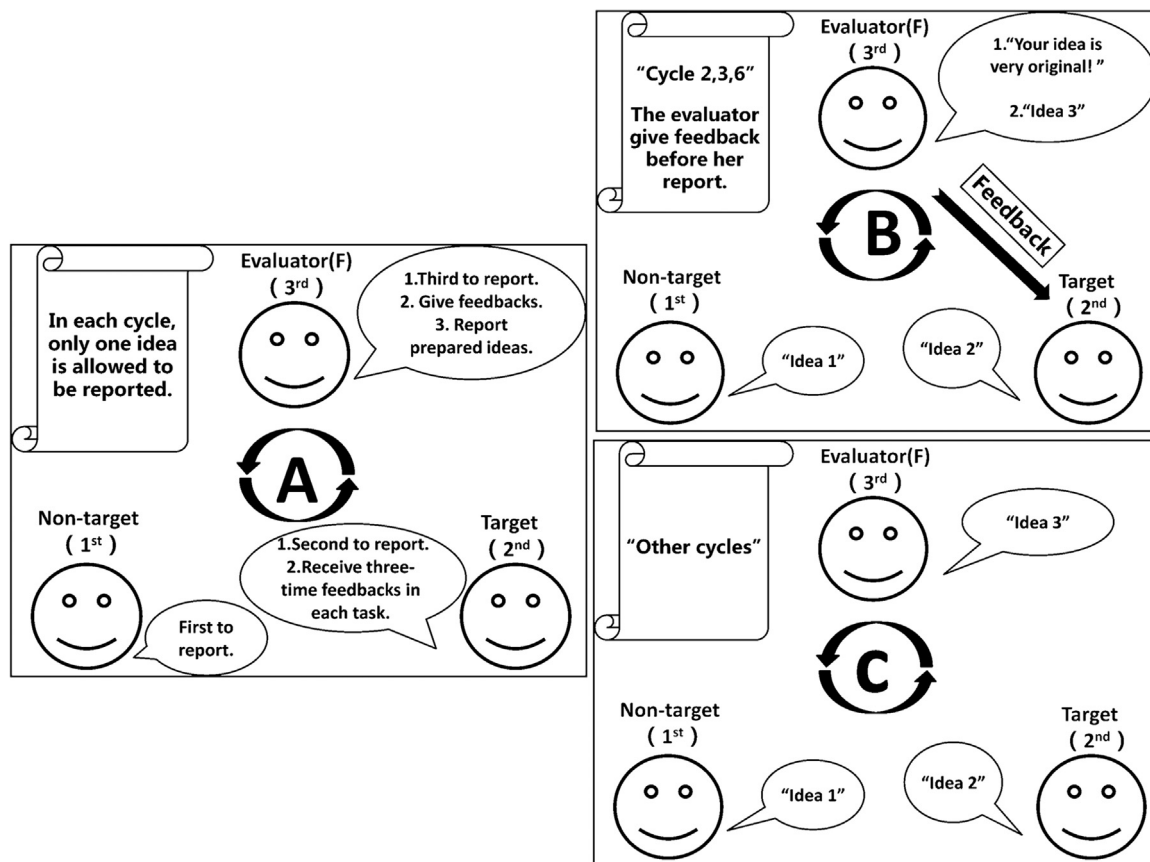 In each cycle,
only one idea
is allowed to
be reported.
Evaluator(F)
( 3rd )
1.Third to report.
2. Give feedbacks.
3. Report
prepared ideas.
A
Non-target
( 1st )
First to
report.
1.Second to report.
2.Receive three-
time feedbacks in
each task.
Target
( 2nd )
“Cycle 2,3,6”
The evaluator
give feedback
before her
report.
Evaluator(F)
( 3rd )
1.“Your idea is
very original! ”
2.“Idea 3”
B
Feedback
Non-target
( 1st )
“Idea 1”
“Idea 2”
Target
( 2nd )
“Other cycles”
Evaluator(F)
( 3rd )
“Idea 3”
C
Non-target
( 1st )
“Idea 1”
“Idea 2”
Target
( 2nd )